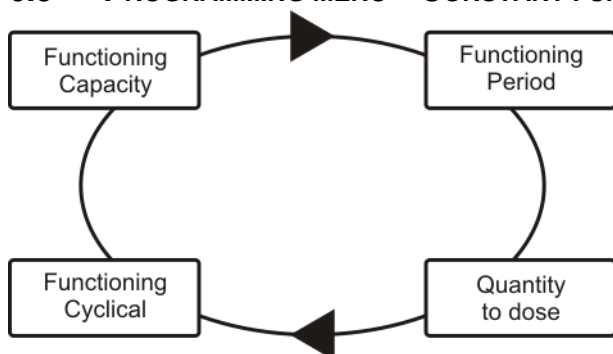 Functioning
Capacity
Functioning
Period
Functioning
Cyclical
Quantity
to dose